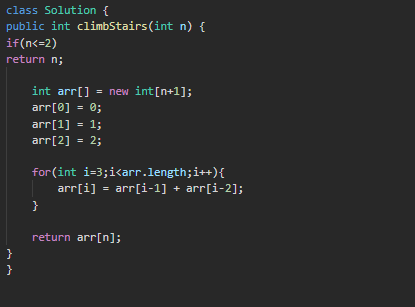 class Solution {
public int climbStairs(int n) {
if(n<=2)
return n;

    int arr[] = new int[n+1];
    arr[0] = 0;
    arr[1] = 1;
    arr[2] = 2;

    for(int i=3;i<arr.length;i++){
        arr[i] = arr[i-1] + arr[i-2];
    }

    return arr[n];
}
}